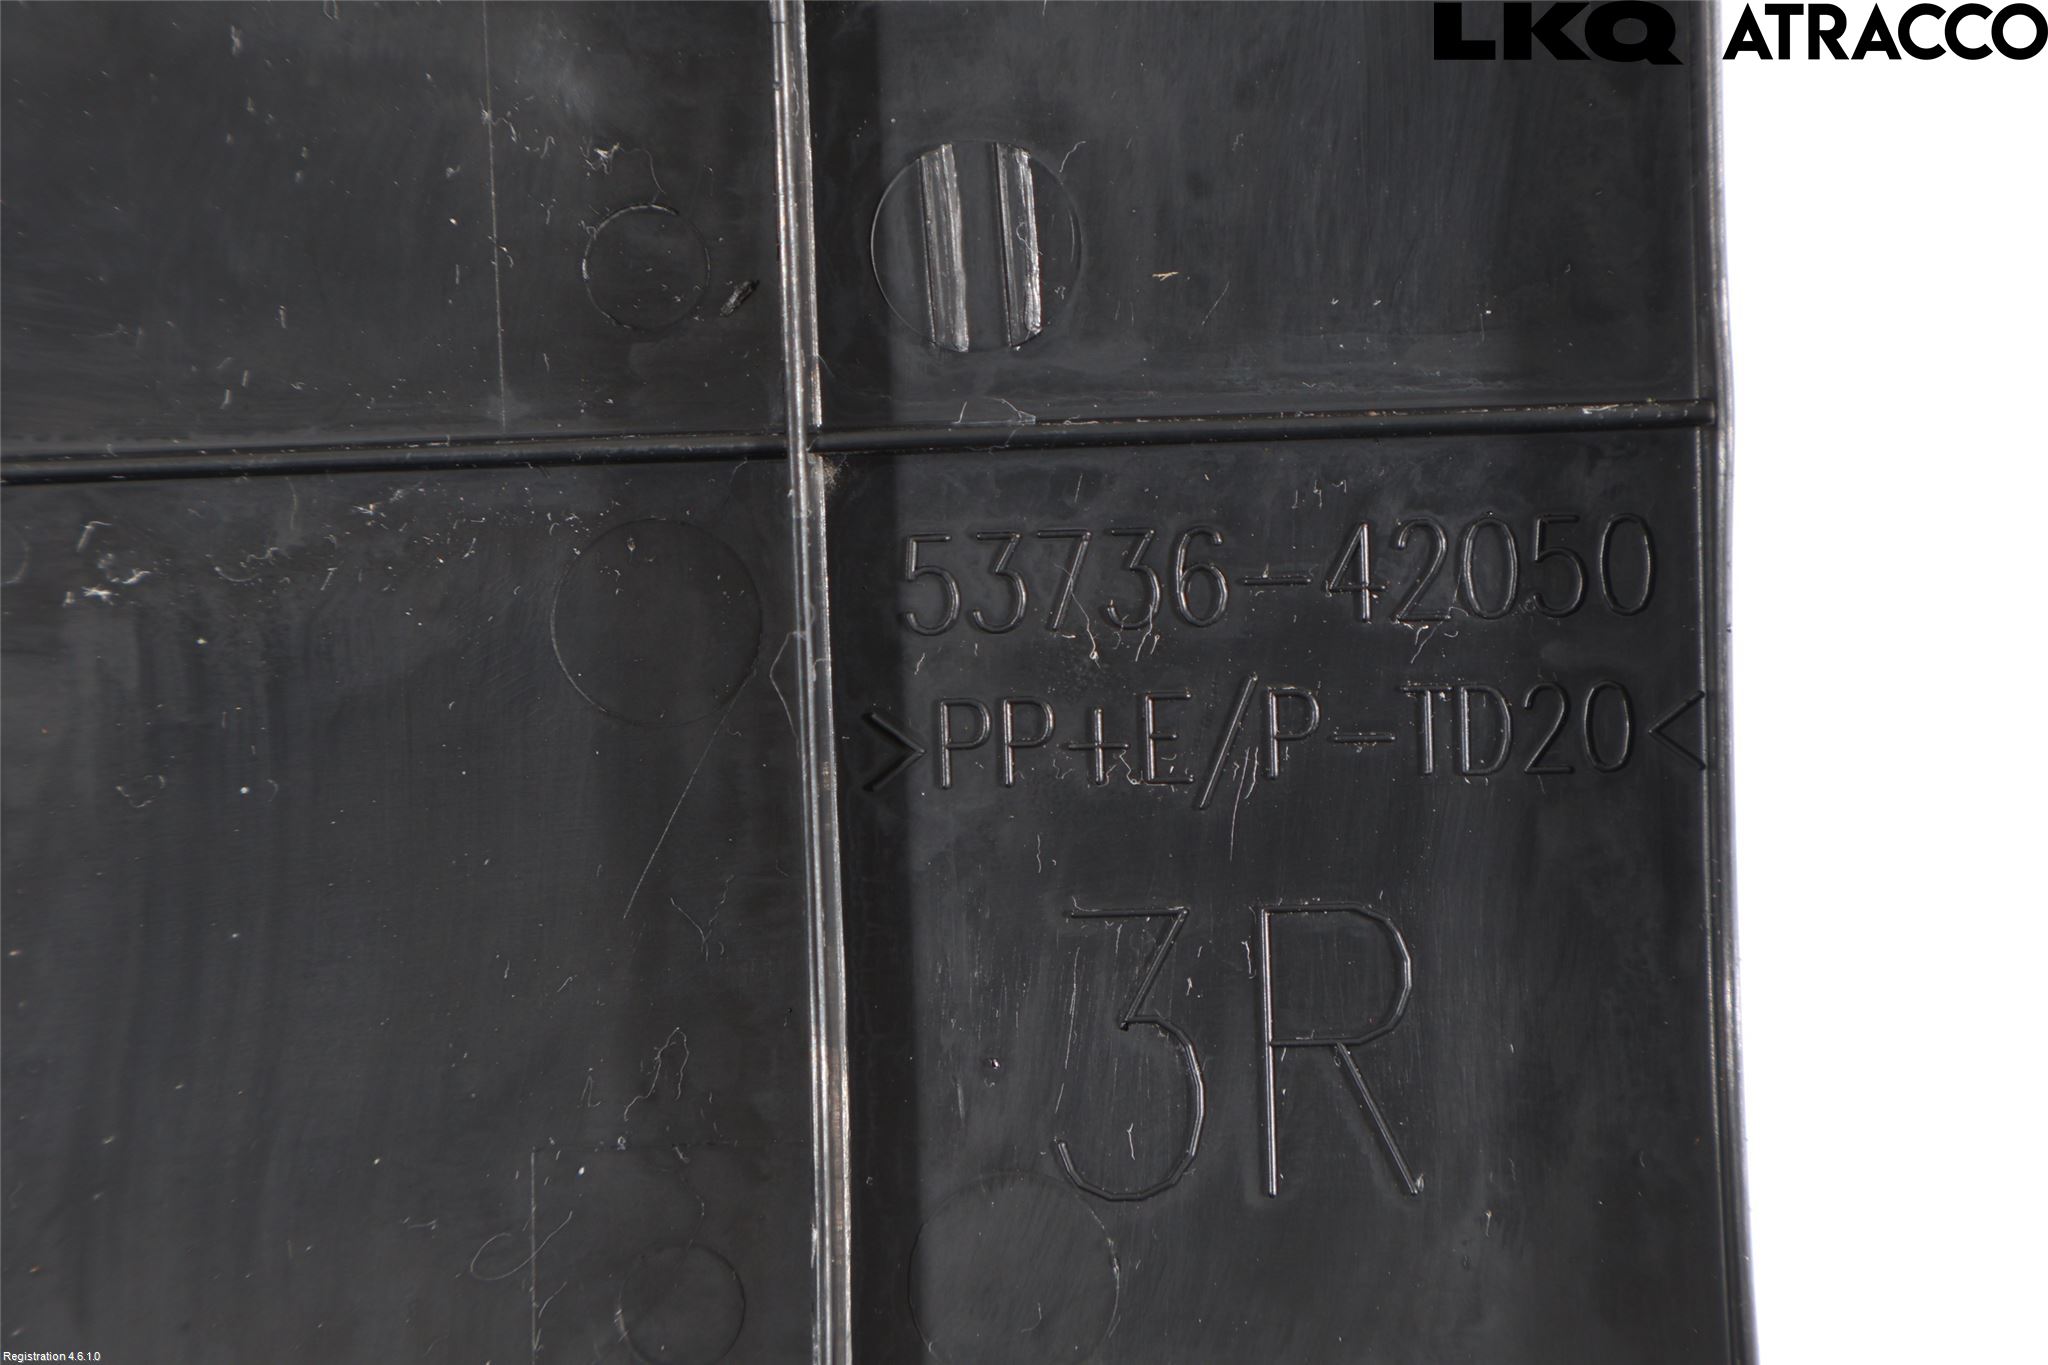 LKQ ATRACCO
53736-42050
>PP+E/P-TD20<
3R
Registration 4.6.1.0